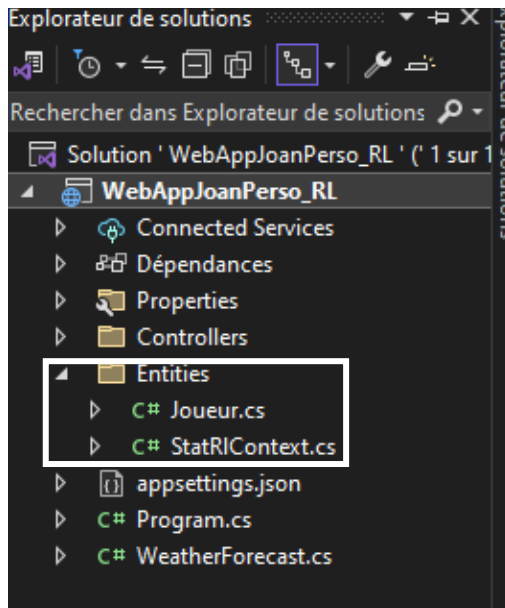 Explorateur de solutions
Rechercher dans Explorateur de solutions
Solution ' WebAppJoanPerso_RL ' (' 1 sur 1
WebAppJoanPerso_RL
Connected Services
Dépendances
Properties
Controllers
Entities
C# Joueur.cs
C# StatRlContext.cs
appsettings.json
C# Program.cs
C# WeatherForecast.cs